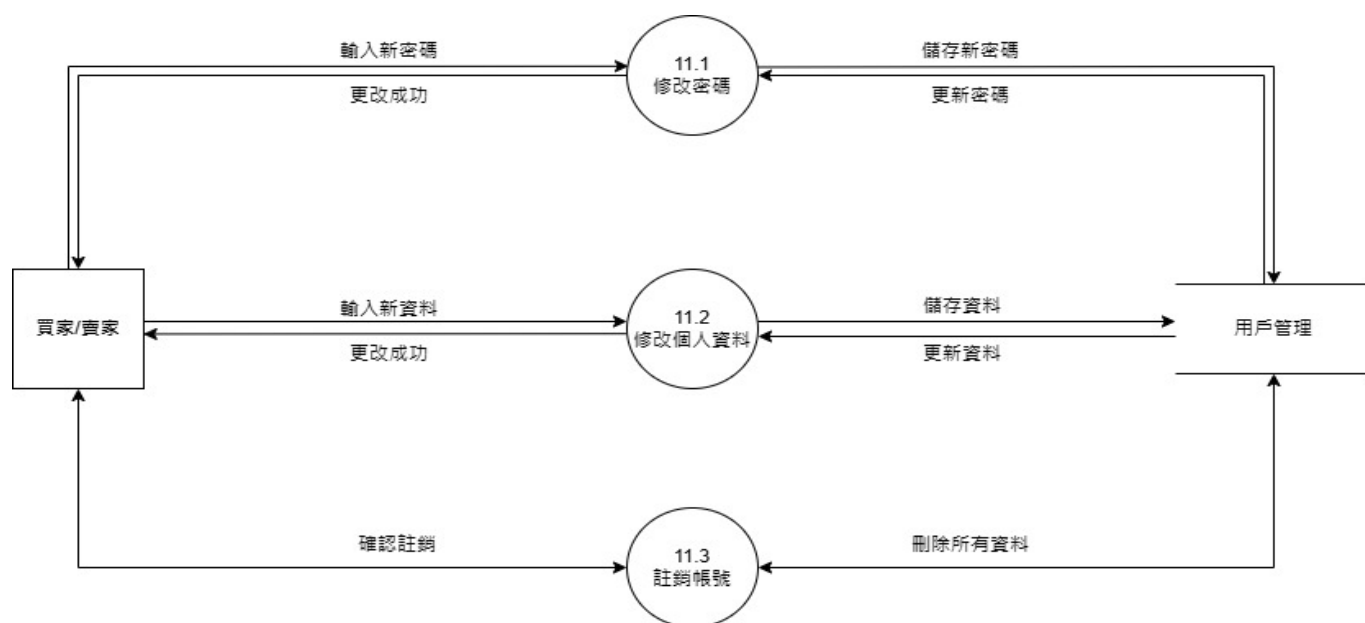 輸入新密碼
11.1
修改密碼
儲存新密碼
更改成功
更新密碼
買家/賣家
輸入新資料
11.2
修改個人資料
儲存資料
用戶管理
更改成功
更新資料
確認註銷
11.3
註銷帳號
刪除所有資料